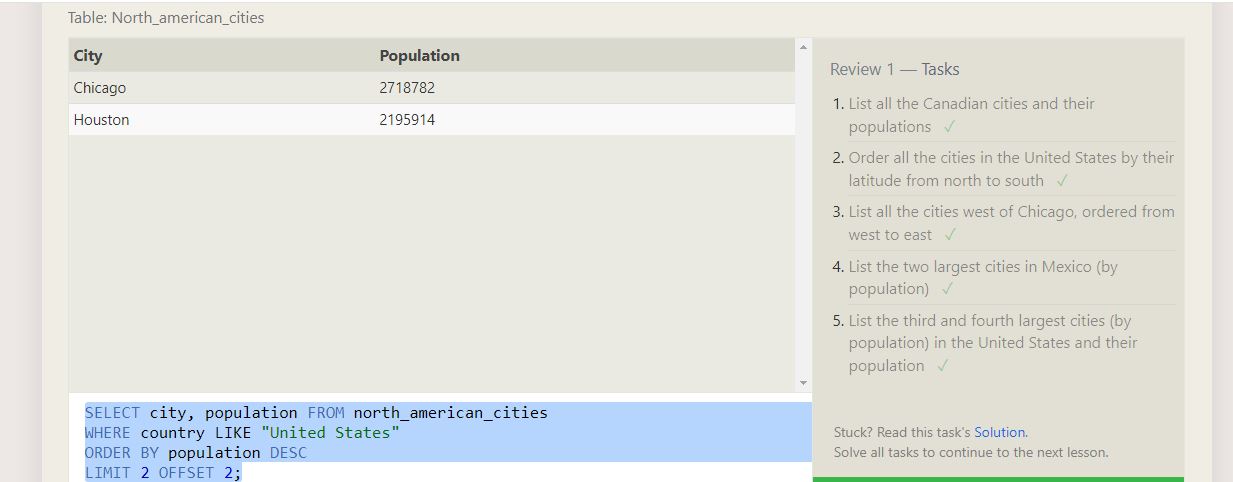 Table: North_american_cities
City Population
Chicago 2718782
Houston 2195914
SELECT city, population FROM north_american_cities
WHERE country LIKE "United States"
ORDER BY population DESC
LIMIT 2 OFFSET 2;
Review 1 — Tasks
1. List all the Canadian cities and their
populations ✓
2. Order all the cities in the United States by their
latitude from north to south ✓
3. List all the cities west of Chicago, ordered from
west to east ✓
4. List the two largest cities in Mexico (by
population) ✓
5. List the third and fourth largest cities (by
population) in the United States and their
population ✓
Stuck? Read this task's Solution.
Solve all tasks to continue to the next lesson.